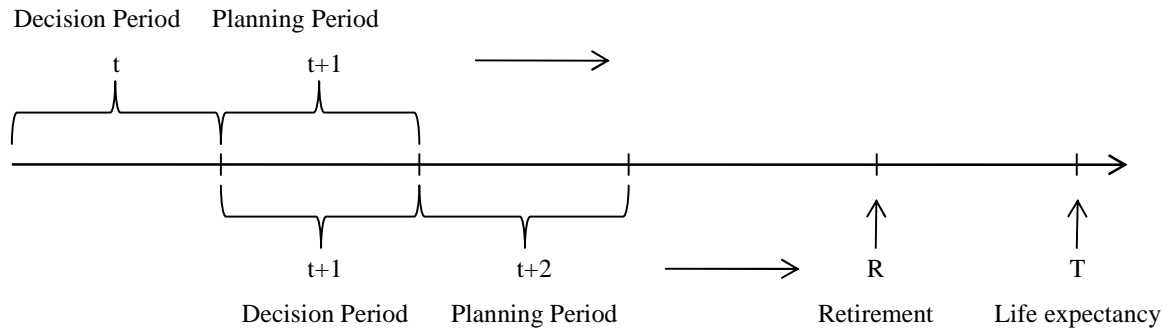 Decision Period Planning Period
t t+1
t+1 t+2 R T
Decision Period Planning Period Retirement Life expectancy